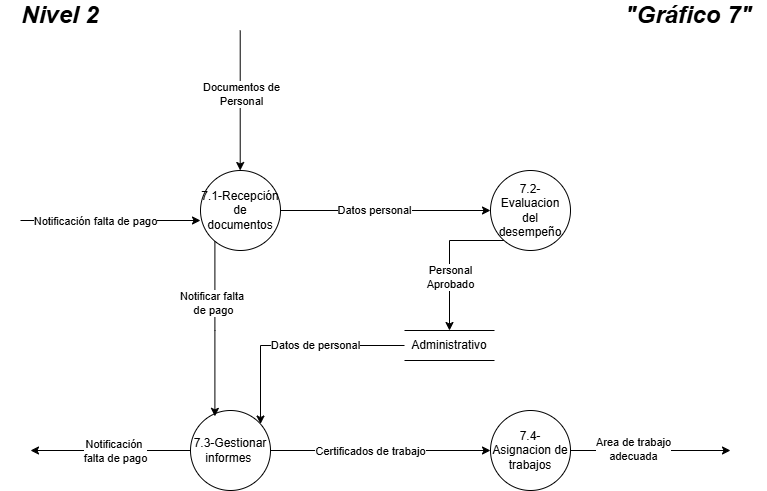 Nivel 2
"Gráfico 7"
Documentos de
Personal
7.1-Recepción
de
documentos
Notificación falta de pago
Datos personal
7.2-
Evaluacion
del
desempeño
Personal
Aprobado
Notificar falta
de pago
Datos de personal
Administrativo
Notificación
falta de pago
7.3-Gestionar
informes
Certificados de trabajo
7.4-
Asignacion de
trabajos
Area de trabajo
adecuada